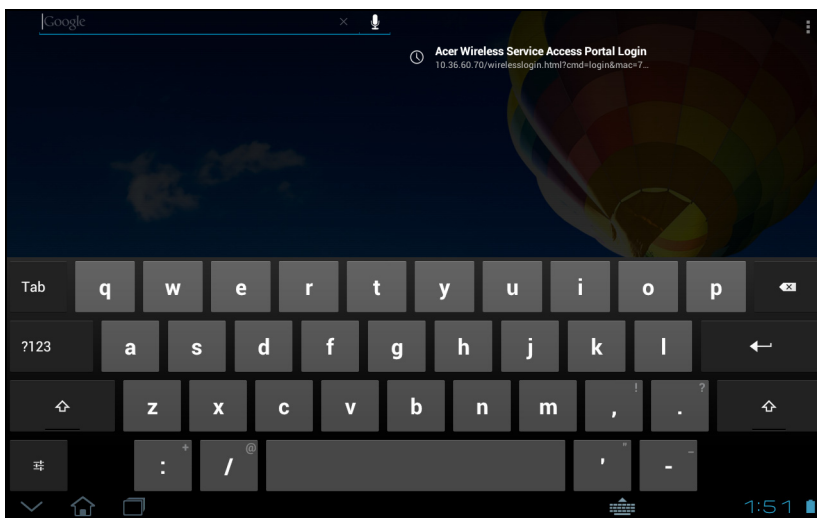 Google
Acer Wireless Service Access Portal Login
10.36.60.70/wirelesslogin.html?cmd=login&mac=7...
Tab q w e r t y u i o p
?123 a s d f g h j k l
! ?
z x c v b n m , .
+ @ " _
: / ' -
1:51